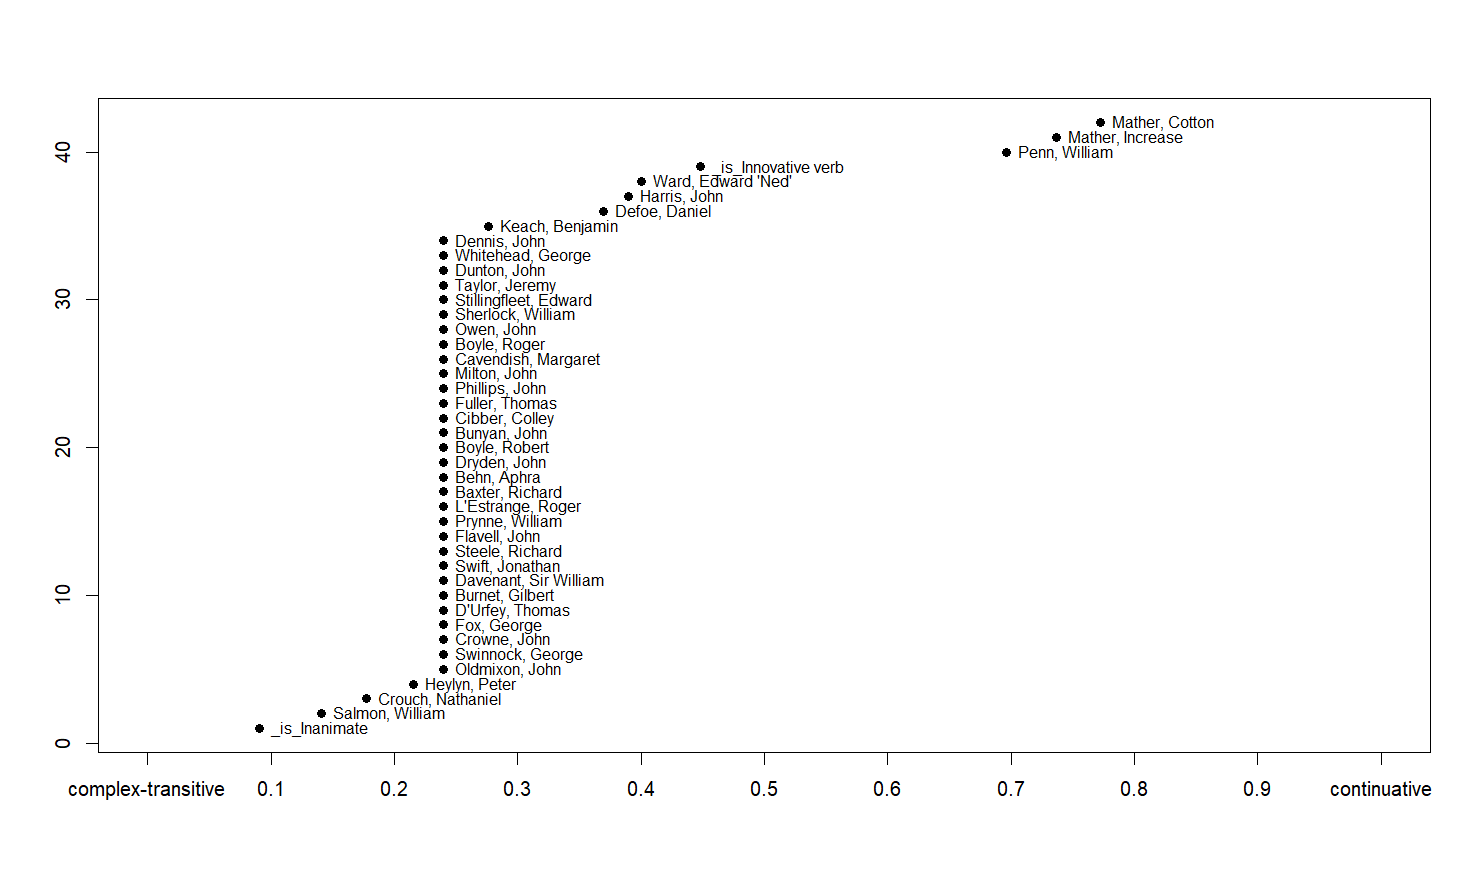 Mather, Cotton
Mather, Increase
40
Penn, William
_is_Innovative verb
Ward, Edward 'Ned'
Harris, John
Defoe, Daniel
Keach, Benjamin
Dennis, John
Whitehead, George
Dunton, John
Taylor, Jeremy
30
Stillingfleet, Edward
Sherlock, William
Owen, John
Boyle, Roger
Cavendish, Margaret
Milton, John
Phillips, John
Fuller, Thomas
Cibber, Colley
Bunyan, John
20
Boyle, Robert
Dryden, John
Behn, Aphra
Baxter, Richard
L'Estrange, Roger
Prynne, William
Flavell, John
Steele, Richard
Swift, Jonathan
Davenant, Sir William
10
Burnet, Gilbert
D'Urfey, Thomas
Fox, George
Crowne, John
Swinnock, George
Oldmixon, John
Heylyn, Peter
Crouch, Nathaniel
Salmon, William
_is_Inanimate
0
complex-transitive 0.1 0.2 0.3 0.4 0.5 0.6 0.7 0.8 0.9 continuative